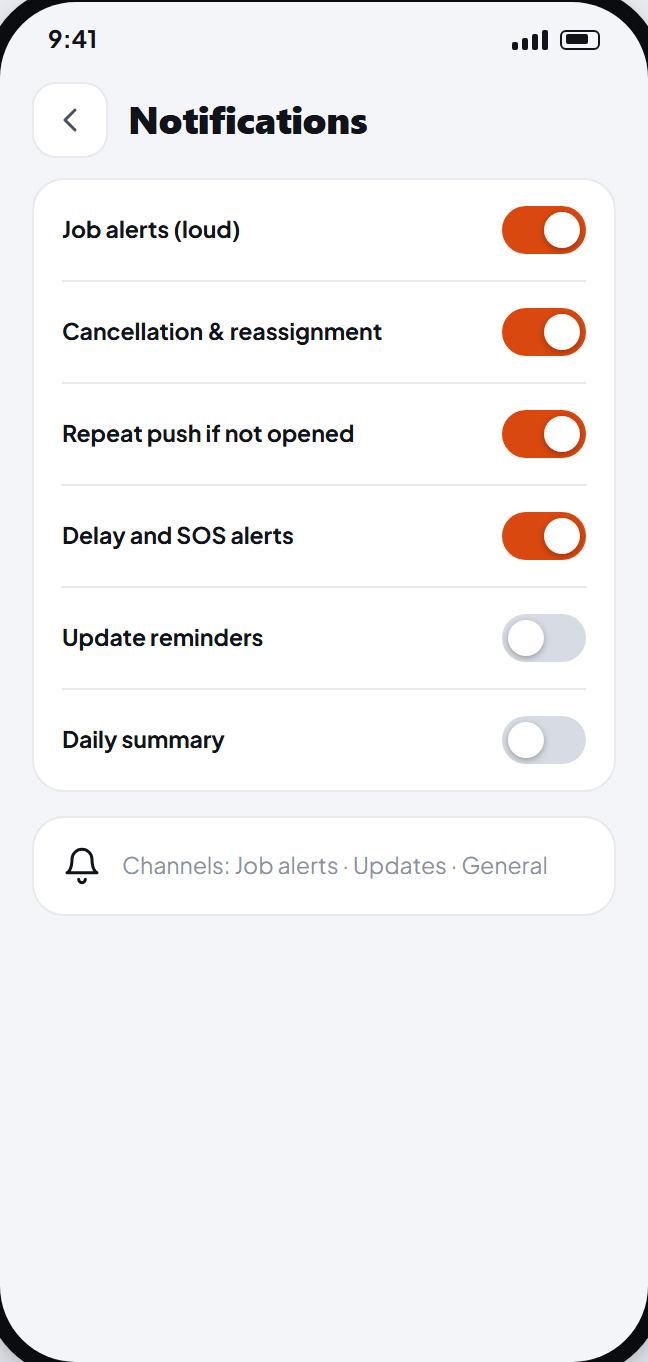 9:41
Notifications
Job alerts (loud)
Cancellation & reassignment
Repeat push if not opened
Delay and SOS alerts
Update reminders
Daily summary
Channels: Job alerts · Updates · General